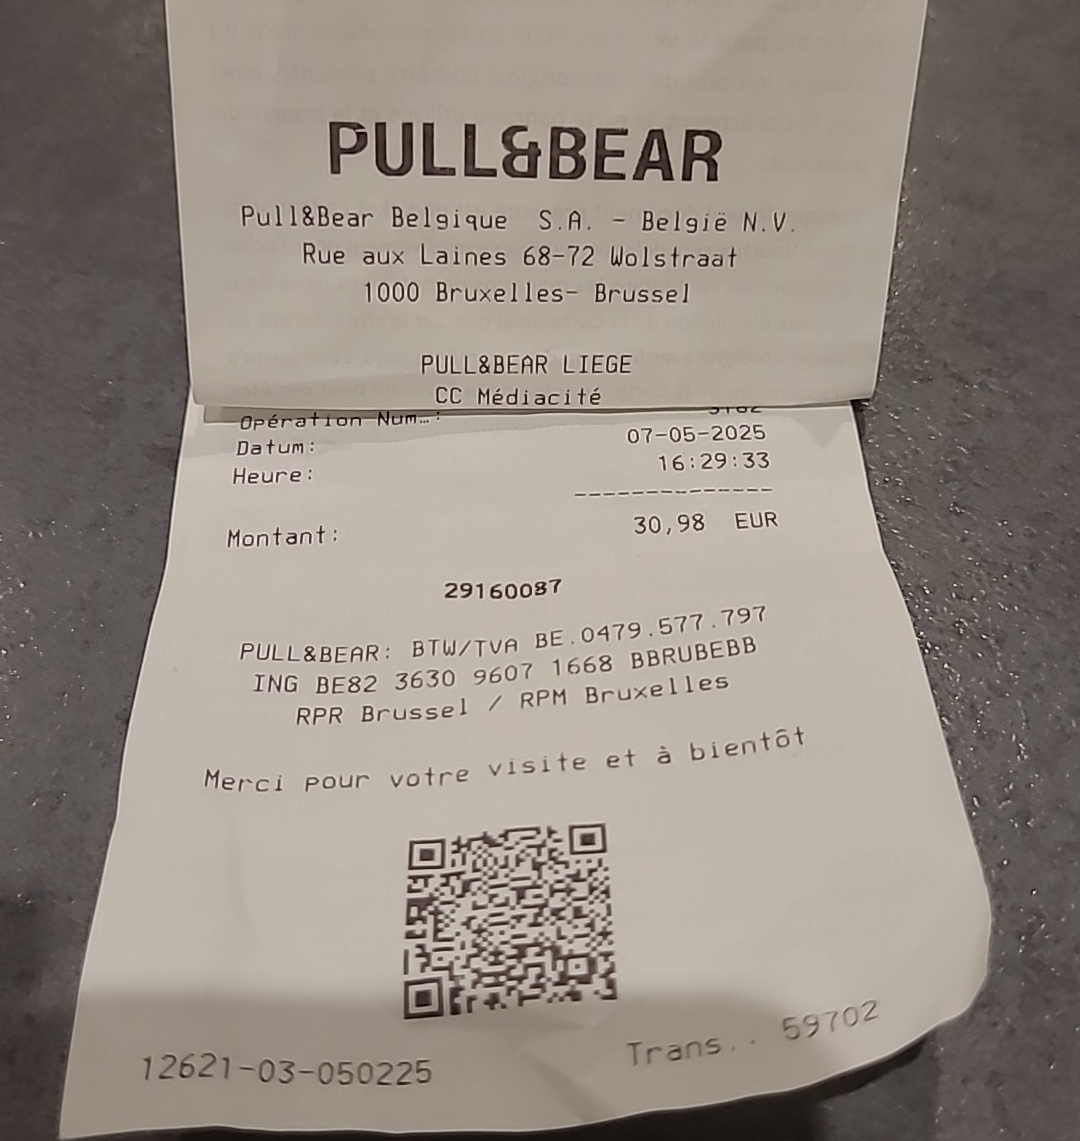 PULL&BEAR
Pull&Bear Belgique S.A. - België N.V.
Rue aux Laines 68-72 Wolstraat
1000 Bruxelles- Brussel
PULL&BEAR LIEGE
CC Médiacité
Opération Num…:
Datum: 07-05-2025
Heure: 16:29:33
--------------
Montant: 30,98 EUR
29160087
PULL&BEAR: BTW/TVA BE.0479.577.797
ING BE82 3630 9607 1668 BBRUBEBB
RPR Brussel / RPM Bruxelles
Merci pour votre visite et à bientôt
12621-03-050225 Trans.. 59702